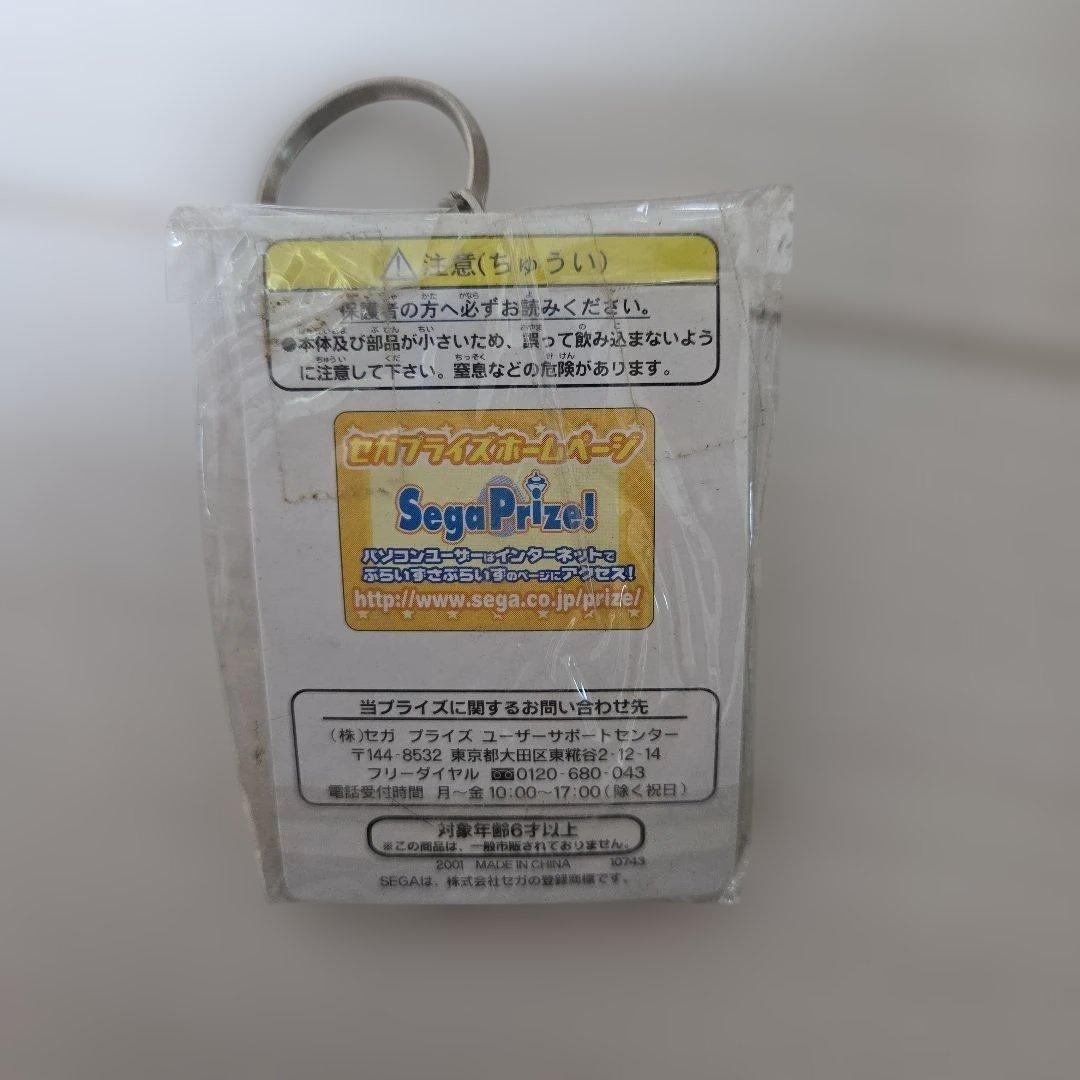 注意(ちゅうい)
保護者の方へ必ずお読みください。
●本体及び部品が小さいため、誤って飲み込まないよう
に注意して下さい。窒息などの危険があります。
セガプライズホームページ
SegaPrize!
パソコンユーザーはインターネットで
ぷらいずさぷらいずのページにアクセス!
http://www.sega.co.jp/prize/
当プライズに関するお問い合わせ先
(株)セガ プライズ ユーザーサポートセンター
〒144-8532 東京都大田区東糀谷2-12-14
フリーダイヤル 0120-680-043
電話受付時間 月～金 10:00～17:00(除く祝日)
対象年齢6才以上
※この商品は、一般市販されておりません。
2001 MADE IN CHINA 10743
SEGAは、株式会社セガの登録商標です。